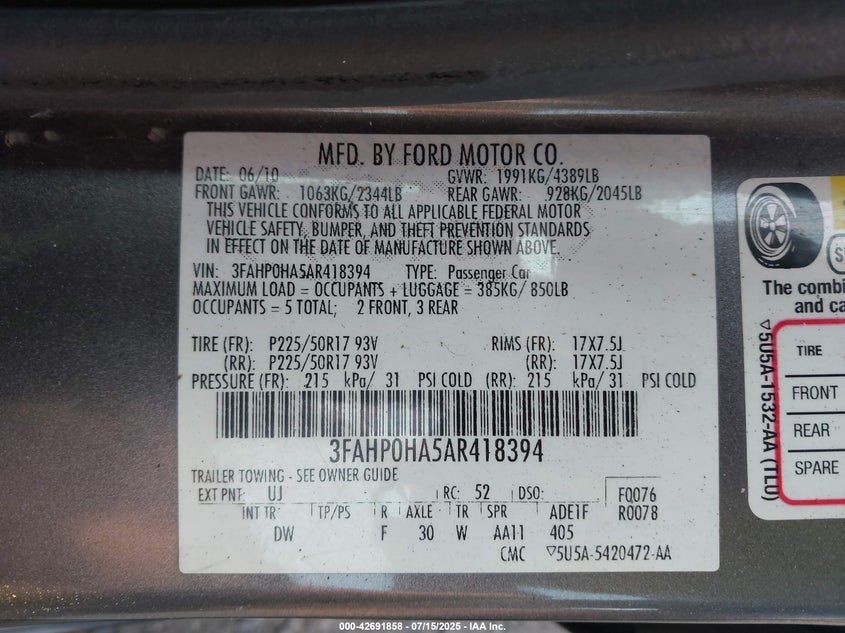 MFD. BY FORD MOTOR CO.
DATE: 06/10 GVWR: 1991KG/4389LB
FRONT GAWR: 1063KG/2344LB REAR GAWR: 928KG/2045LB
THIS VEHICLE CONFORMS TO ALL APPLICABLE FEDERAL MOTOR
VEHICLE SAFETY, BUMPER, AND THEFT PREVENTION STANDARDS
IN EFFECT ON THE DATE OF MANUFACTURE SHOWN ABOVE.
VIN: 3FAHP0HA5AR418394 TYPE: Passenger Car
MAXIMUM LOAD = OCCUPANTS + LUGGAGE = 385KG/ 850LB
OCCUPANTS = 5 TOTAL; 2 FRONT, 3 REAR
TIRE (FR): P225/50R17 93V RIMS (FR): 17X7.5J
(RR): P225/50R17 93V (RR): 17X7.5J
PRESSURE (FR): 215 kPa/ 31 PSI COLD (RR): 215 kPa/ 31 PSI COLD
3FAHP0HA5AR418394
TRAILER TOWING - SEE OWNER GUIDE
EXT PNT: UJ RC: 52 DSO: F0076
INT TR: TP/PS R AXLE TR SPR ADE1F R0078
DW F 30 W AA11 405
CMC ▽5U5A-5420472-AA
The combi
and ca
▽5U5A-1532-AA (TL0)
TIRE
FRONT
REAR
SPARE
000-42691858 - 07/15/2025 - IAA Inc.